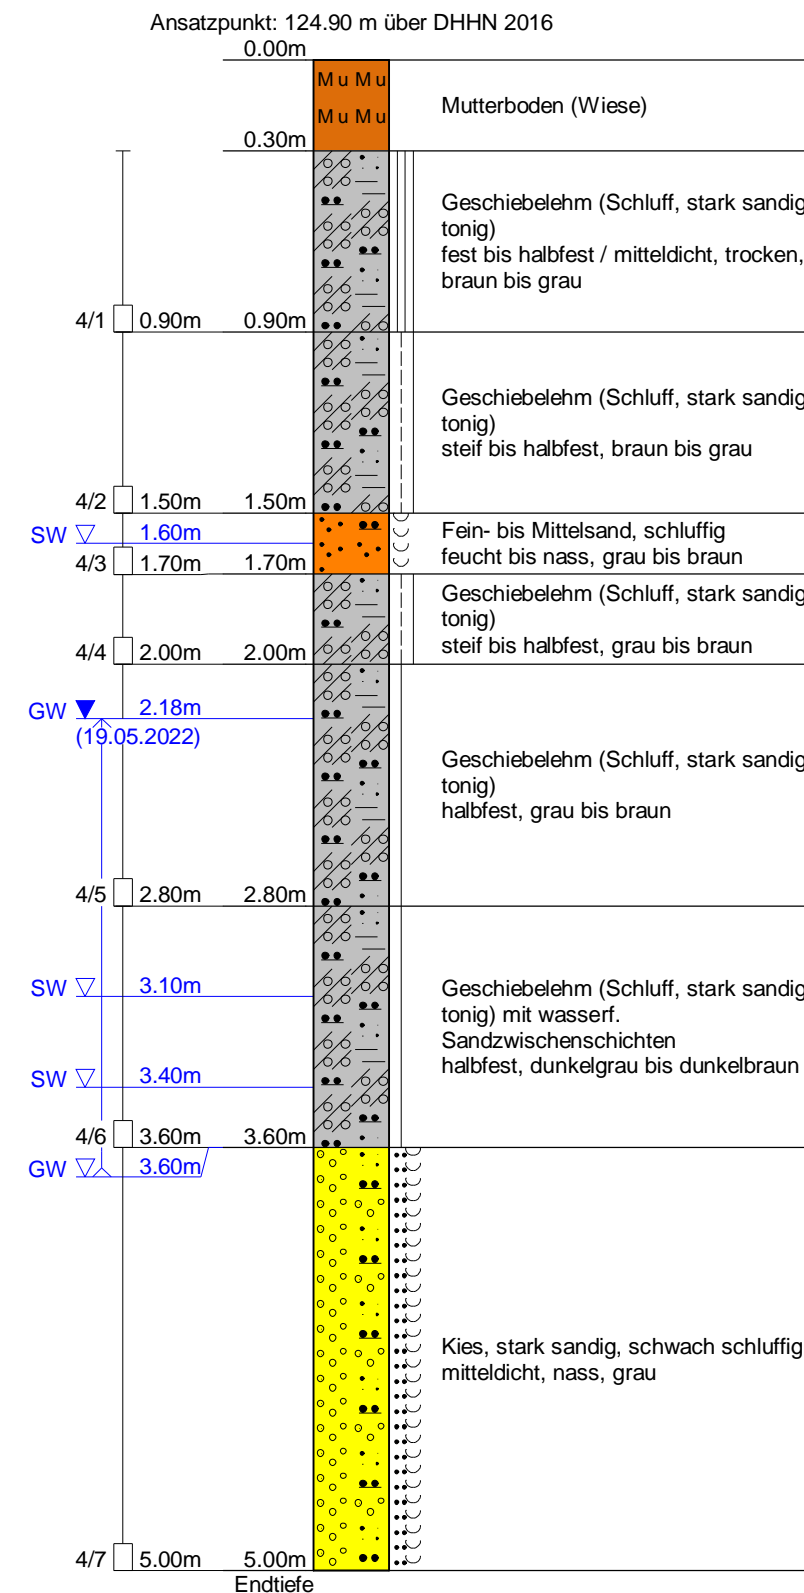 Ansatzpunkt: 124.90 m über DHHN 2016
0.00m
Mu Mu
Mu Mu
Mutterboden (Wiese)
0.30m
Geschiebelehm (Schluff, stark sandig
tonig)
fest bis halbfest / mitteldicht, trocken,
braun bis grau
4/1 0.90m 0.90m
Geschiebelehm (Schluff, stark sandig
tonig)
steif bis halbfest, braun bis grau
4/2 1.50m 1.50m
SW 1.60m
Fein- bis Mittelsand, schluffig
feucht bis nass, grau bis braun
4/3 1.70m 1.70m
Geschiebelehm (Schluff, stark sandig
tonig)
steif bis halbfest, grau bis braun
4/4 2.00m 2.00m
GW 2.18m
(19.05.2022)
Geschiebelehm (Schluff, stark sandig
tonig)
halbfest, grau bis braun
4/5 2.80m 2.80m
SW 3.10m
Geschiebelehm (Schluff, stark sandig
tonig) mit wasserf.
Sandzwischenschichten
halbfest, dunkelgrau bis dunkelbraun
SW 3.40m
4/6 3.60m 3.60m
GW 3.60m
Kies, stark sandig, schwach schluffig
mitteldicht, nass, grau
4/7 5.00m 5.00m
Endtiefe